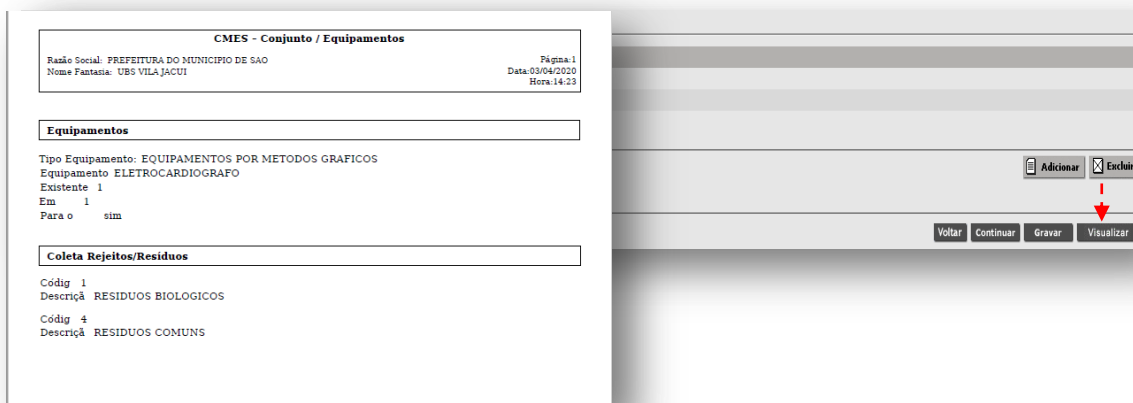 CMES - Conjunto / Equipamentos
Razão Social: PREFEITURA DO MUNICIPIO DE SAO
Página:1
Nome Fantasia: UBS VILA JACUI
Data:03/04/2020
Hora:14:23
Equipamentos
Tipo Equipamento: EQUIPAMENTOS POR METODOS GRAFICOS
Equipamento ELETROCARDIOGRAFO
Existente 1
Em 1
Para o sim
Coleta Rejeitos/Resíduos
Códig 1
Descriçã RESIDUOS BIOLOGICOS
Códig 4
Descriçã RESIDUOS COMUNS
Adicionar Excluir
Voltar Continuar Gravar Visualizar